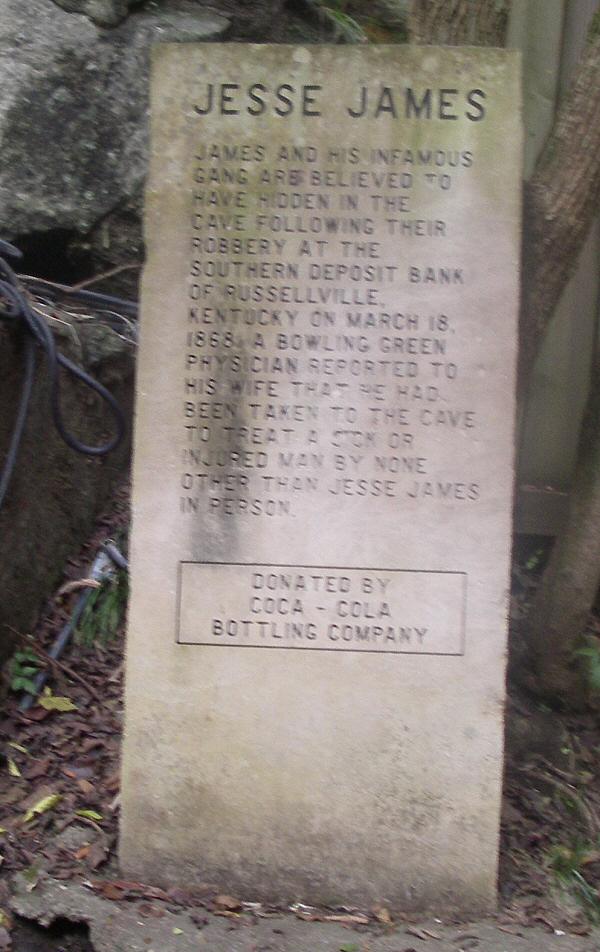 JESSE JAMES
JAMES AND HIS INFAMOUS
GANG ARE BELIEVED TO
HAVE HIDDEN IN THE
CAVE FOLLOWING THEIR
ROBBERY AT THE
SOUTHERN DEPOSIT BANK
OF RUSSELLVILLE,
KENTUCKY ON MARCH 18,
1868. A BOWLING GREEN
PHYSICIAN REPORTED TO
HIS WIFE THAT HE HAD
BEEN TAKEN TO THE CAVE
TO TREAT A SICK OR
INJURED MAN BY NONE
OTHER THAN JESSE JAMES
IN PERSON.
DONATED BY
COCA - COLA
BOTTLING COMPANY